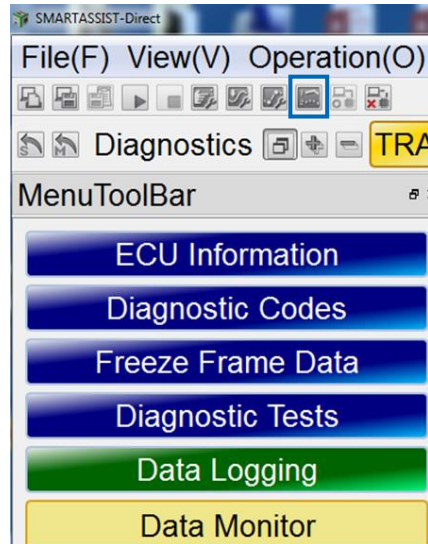 SMARTASSIST-Direct
File(F) View(V) Operation(O)
S M Diagnostics TRA
MenuToolBar
ECU Information
Diagnostic Codes
Freeze Frame Data
Diagnostic Tests
Data Logging
Data Monitor